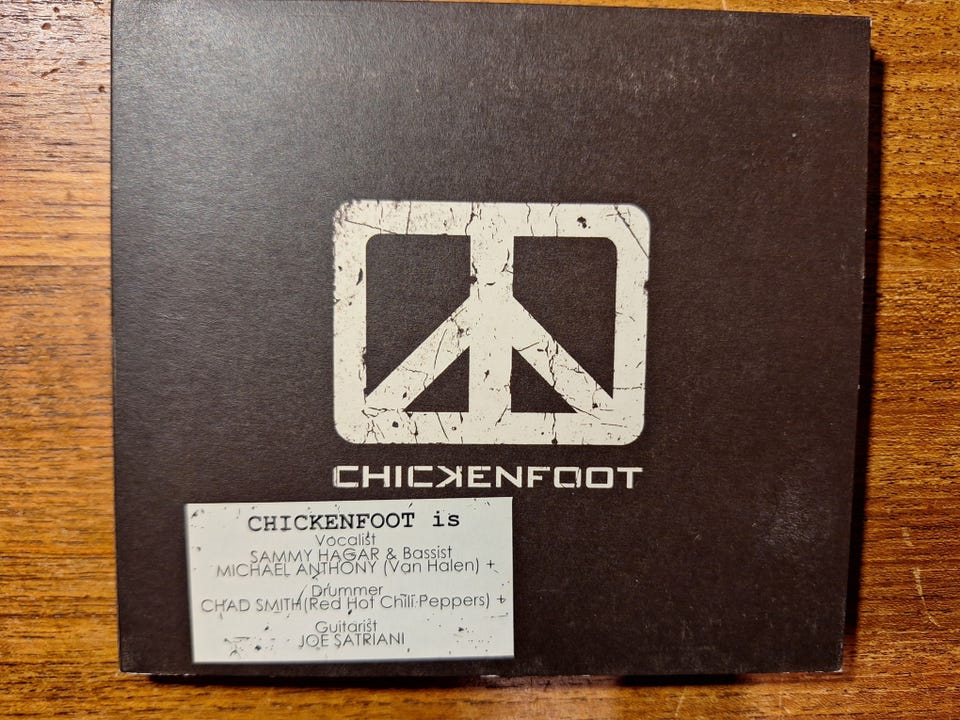 CHICKENFOOT
CHICKENFOOT is
Vocalist
SAMMY HAGAR & Bassist
MICHAEL ANTHONY (Van Halen) +
Drummer
CHAD SMITH(Red Hot Chili Peppers) +
Guitarist
JOE SATRIANI